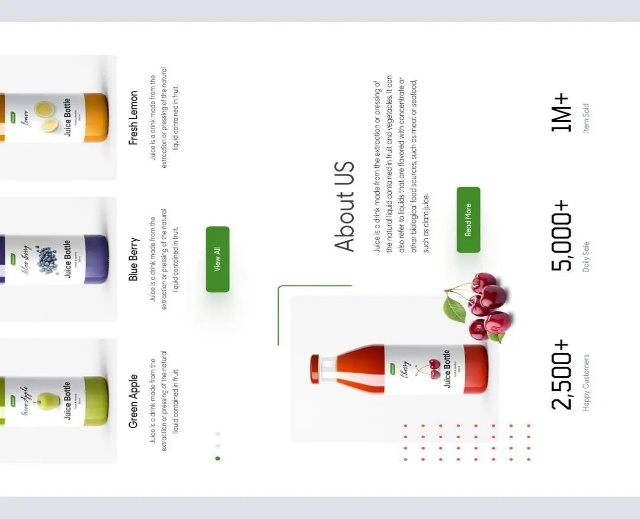 Green Apple
Juice is a drink made from the
extraction or pressing of the natural
liquid contained in fruit.
Blue Berry
Juice is a drink made from the
extraction or pressing of the natural
liquid contained in fruit.
Fresh Lemon
Juice is a drink made from the
extraction or pressing of the natural
liquid contained in fruit.
Juice Bottle
Juice Bottle
Juice Bottle
View All
About US
Juice is a drink made from the extraction or pressing of
the natural liquid contained in fruit and vegetables. It can
also refer to liquids that are flavored with concentrate or
other biological food sources, such as meat or seafood,
such as clam juice.
Read More
Cherry
Juice Bottle
2,500+
Happy Customers
5,000+
Daily Sale
1M+
Item Sold